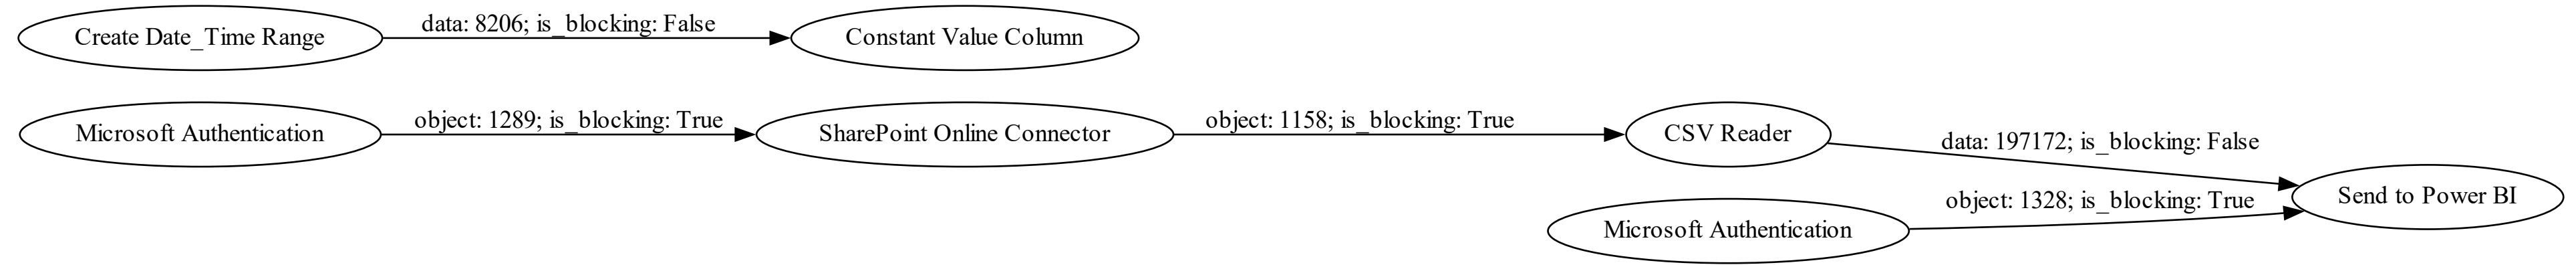 Create Date_Time Range
data: 8206; is_blocking: False
Constant Value Column
Microsoft Authentication
object: 1289; is_blocking: True
SharePoint Online Connector
object: 1158; is_blocking: True
CSV Reader
data: 197172; is_blocking: False
Microsoft Authentication
object: 1328; is_blocking: True
Send to Power BI